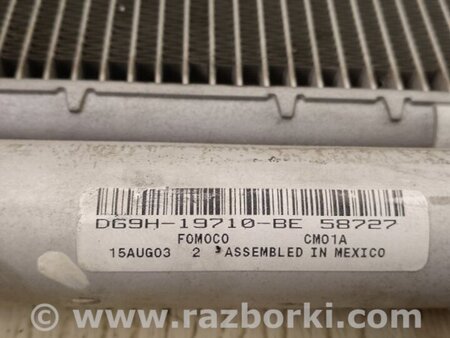 DG9H-19710-BE 58727
FOMOCO CM01A
15AUG03 2 ASSEMBLED IN MEXICO
www.razborki.com